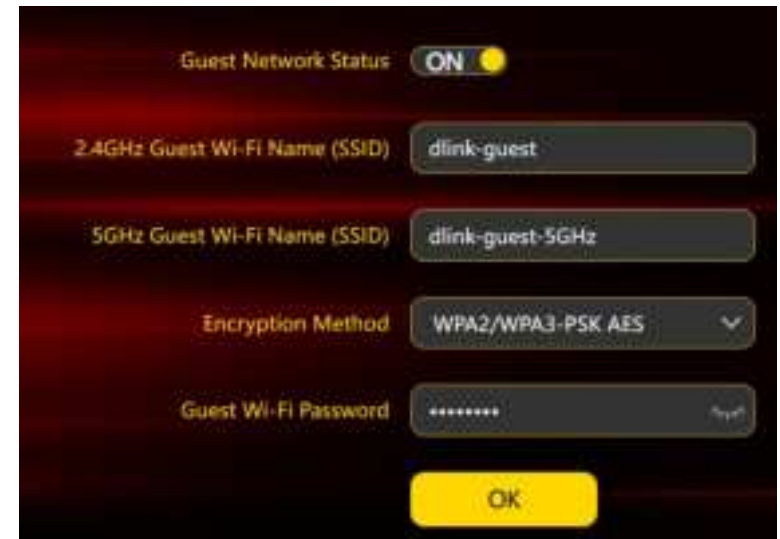 Guest Network Status ON
2.4GHz Guest Wi-Fi Name (SSID) dlink-guest
5GHz Guest Wi-Fi Name (SSID) dlink-guest-5GHz
Encryption Method WPA2/WPA3-PSK AES
Guest Wi-Fi Password ••••••••
OK